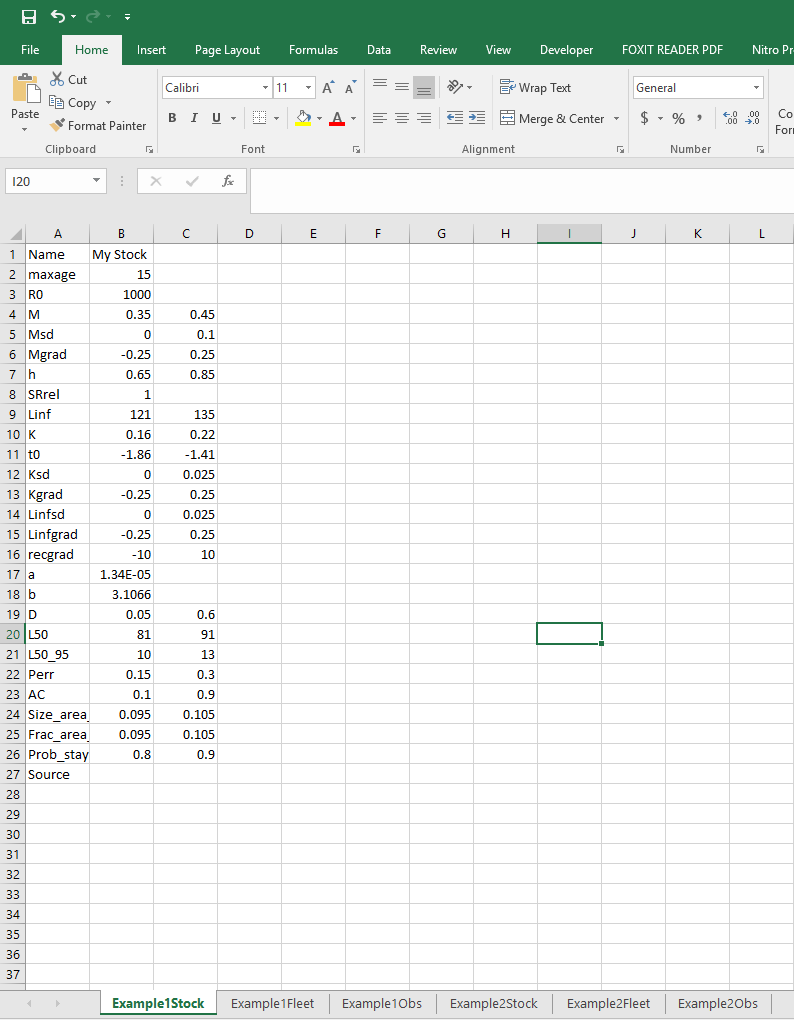 File Home Insert Page Layout Formulas Data Review View Developer FOXIT READER PDF Nitro Pr
Cut
Copy
Format Painter
Paste
Clipboard
Calibri 11 A A
B I U A
Font
Wrap Text
Merge & Center
Alignment
General
$ % , .0 .00 .00 .0
Number
Co
For
I20 fx
A B C D E F G H I J K L
1 Name My Stock
2 maxage 15
3 R0 1000
4 M 0.35 0.45
5 Msd 0 0.1
6 Mgrad -0.25 0.25
7 h 0.65 0.85
8 SRrel 1
9 Linf 121 135
10 K 0.16 0.22
11 t0 -1.86 -1.41
12 Ksd 0 0.025
13 Kgrad -0.25 0.25
14 Linfsd 0 0.025
15 Linfgrad -0.25 0.25
16 recgrad -10 10
17 a 1.34E-05
18 b 3.1066
19 D 0.05 0.6
20 L50 81 91
21 L50_95 10 13
22 Perr 0.15 0.3
23 AC 0.1 0.9
24 Size_area_ 0.095 0.105
25 Frac_area_ 0.095 0.105
26 Prob_stay 0.8 0.9
27 Source
28
29
30
31
32
33
34
35
36
37
Example1Stock Example1Fleet Example1Obs Example2Stock Example2Fleet Example2Obs